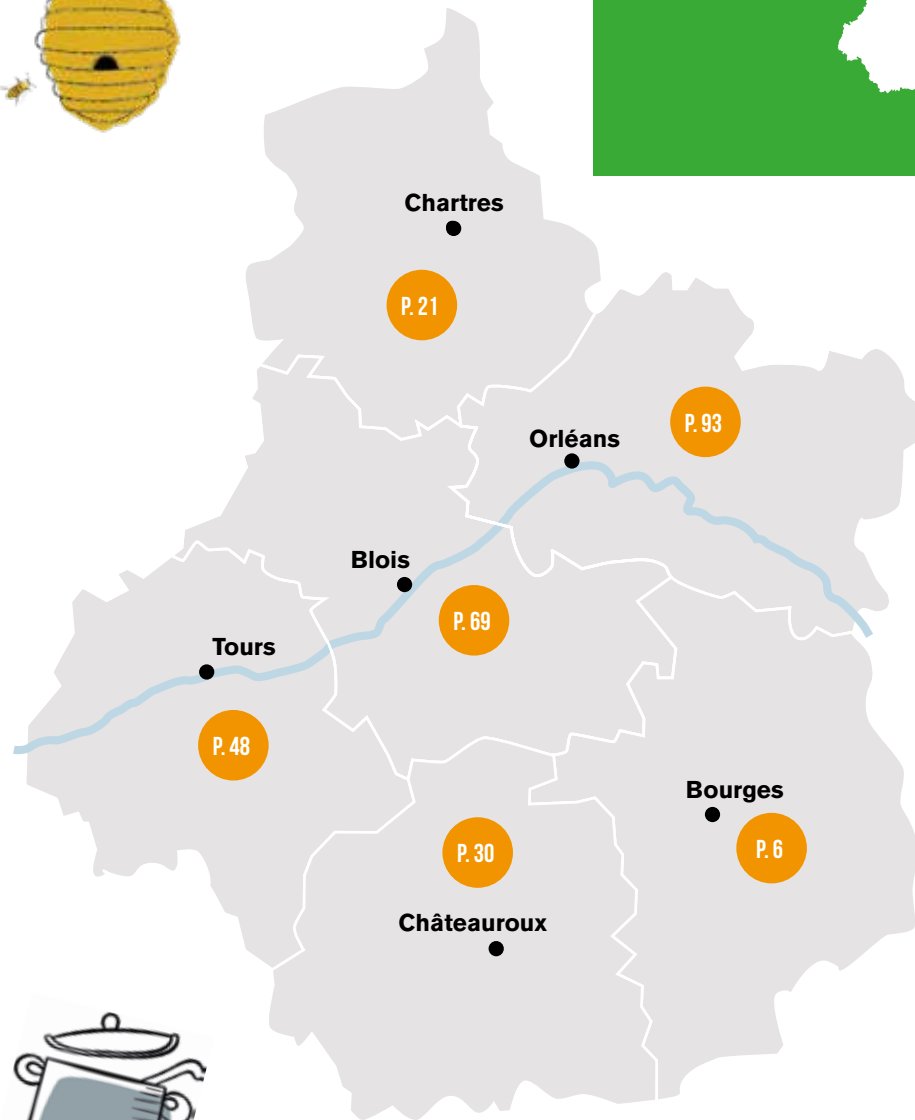 Chartres
P. 21
P. 93
Orléans
Blois
P. 69
Tours
P. 48
Bourges
P. 6
P. 30
Châteauroux